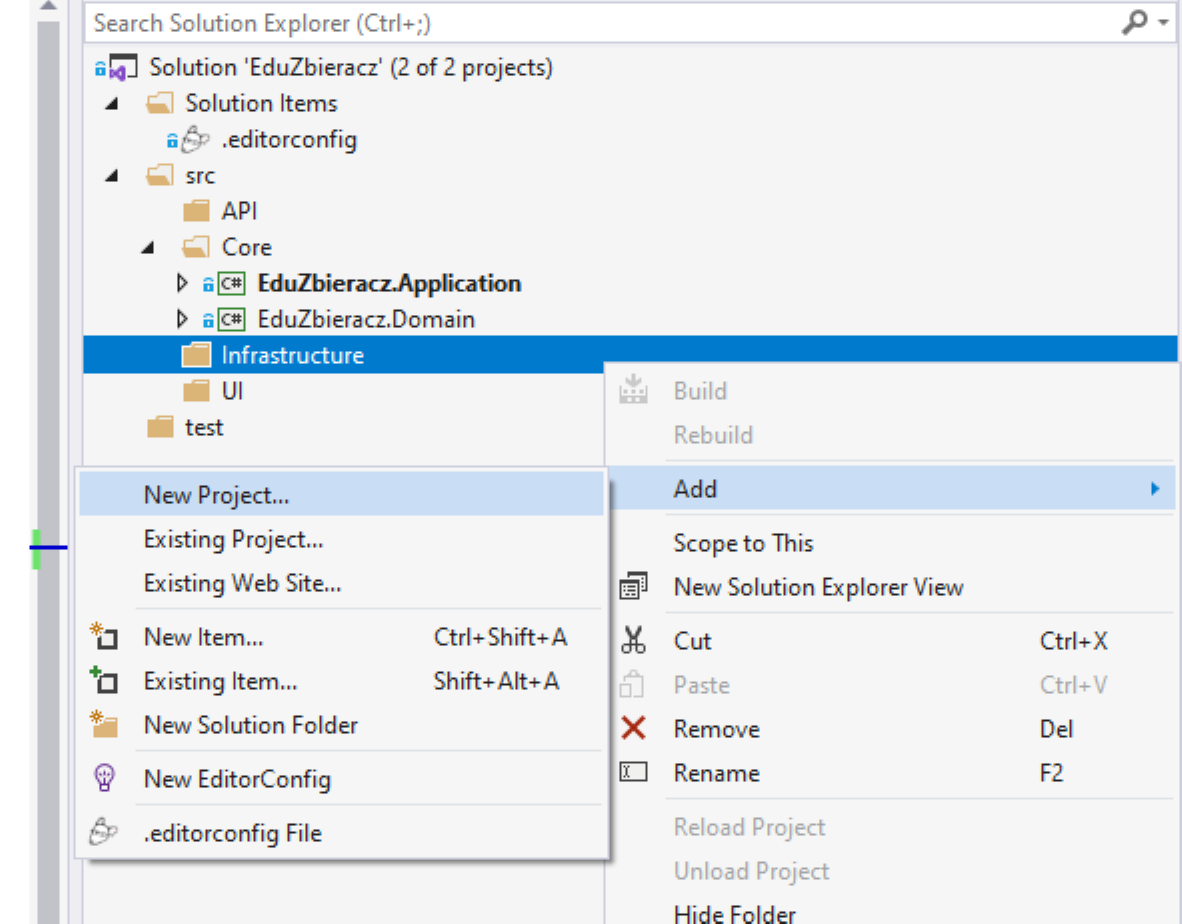 Search Solution Explorer (Ctrl+;)
Solution 'EduZbieracz' (2 of 2 projects)
Solution Items
.editorconfig
src
API
Core
C# EduZbieracz.Application
C# EduZbieracz.Domain
Infrastructure
UI
test
Build
Rebuild
Add
Scope to This
New Solution Explorer View
Cut Ctrl+X
Paste Ctrl+V
Remove Del
Rename F2
Reload Project
Unload Project
Hide Folder
New Project...
Existing Project...
Existing Web Site...
New Item... Ctrl+Shift+A
Existing Item... Shift+Alt+A
New Solution Folder
New EditorConfig
.editorconfig File